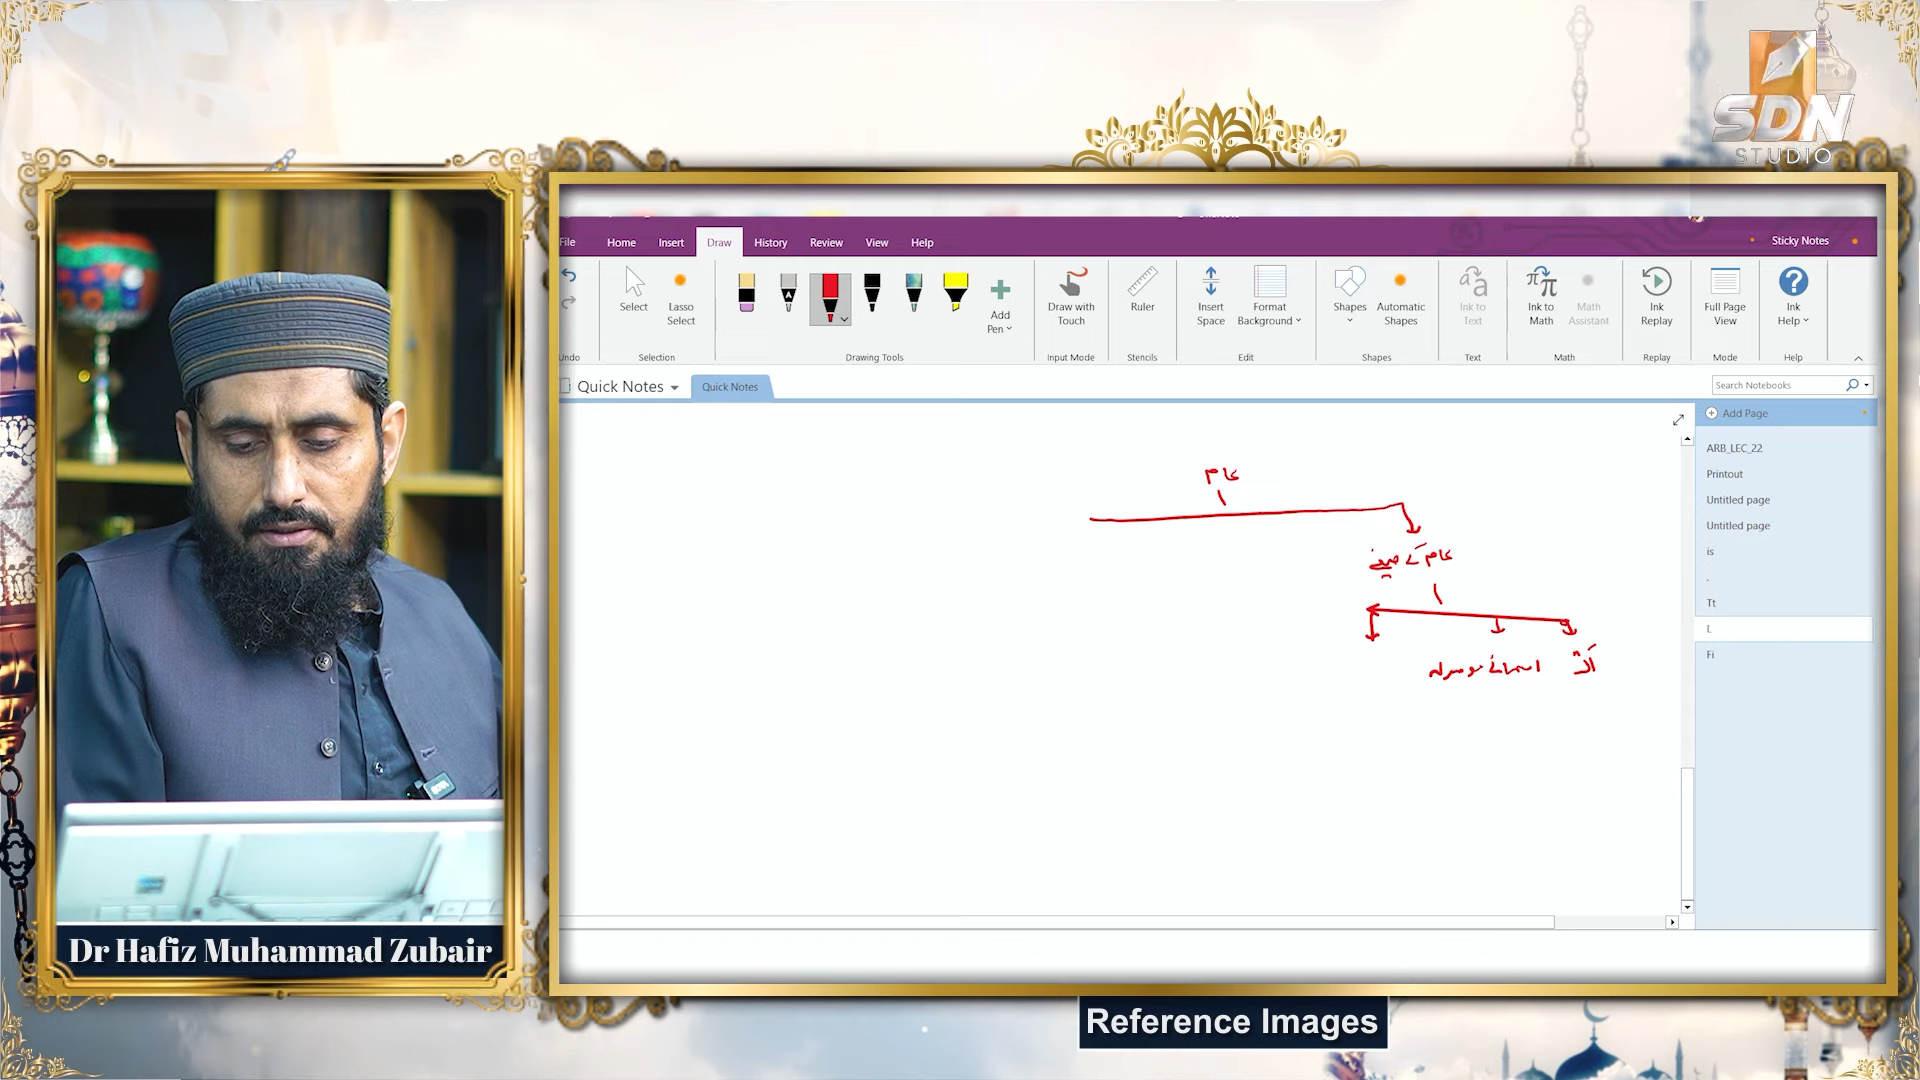 SDN
STUDIO
File Home Insert Draw History Review View Help
Sticky Notes
Undo
Select
Lasso Select
Selection
Add Pen
Drawing Tools
Draw with Touch
Input Mode
Ruler
Stencils
Insert Space
Format Background
Edit
Shapes
Automatic Shapes
Shapes
Ink to Text
Text
Ink to Math
Math Assistant
Math
Ink Replay
Replay
Full Page View
Mode
Ink Help
Help
Quick Notes
Quick Notes
Search Notebooks
Add Page
ARB_LEC_22
Printout
Untitled page
Untitled page
is
.
Tt
L
Fi
عام
عام کے صیغے
اسمائے موصولہ
Dr Hafiz Muhammad Zubair
Reference Images